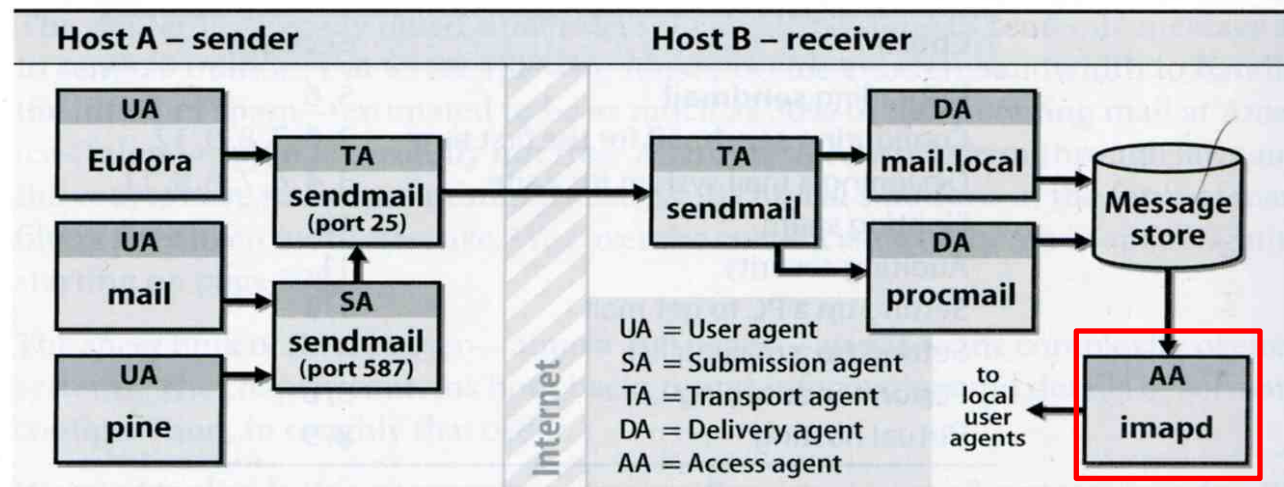 Host A – sender
Host B – receiver
UA
Eudora
UA
mail
UA
pine
TA
sendmail
(port 25)
SA
sendmail
(port 587)
Internet
TA
sendmail
DA
mail.local
DA
procmail
Message
store
UA = User agent
SA = Submission agent
TA = Transport agent
DA = Delivery agent
AA = Access agent
to
local
user
agents
AA
imapd